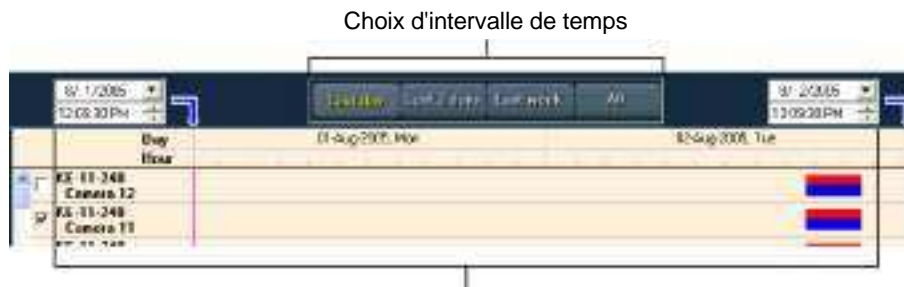 Choix d'intervalle de temps
8/ 1/2005
8/ 2/2005
12:09:30 PM
Last day
Last 2 days
Last week
All
12:09:30 PM
Day
01-Aug-2005, Mon
02-Aug-2005, Tue
Hour
KE-11-248
Camera 12
KE-11-248
Camera 11